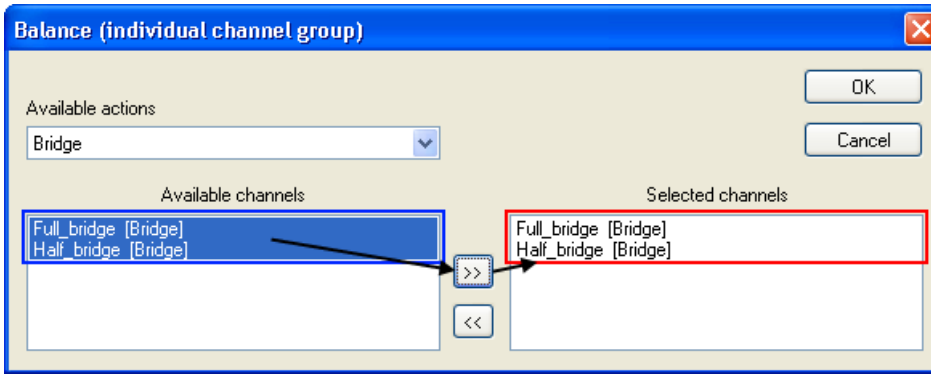 Balance (individual channel group)
OK
Available actions
Bridge
Cancel
Available channels
Selected channels
Full_bridge [Bridge]
Half_bridge [Bridge]
>>
<<
Full_bridge [Bridge]
Half_bridge [Bridge]